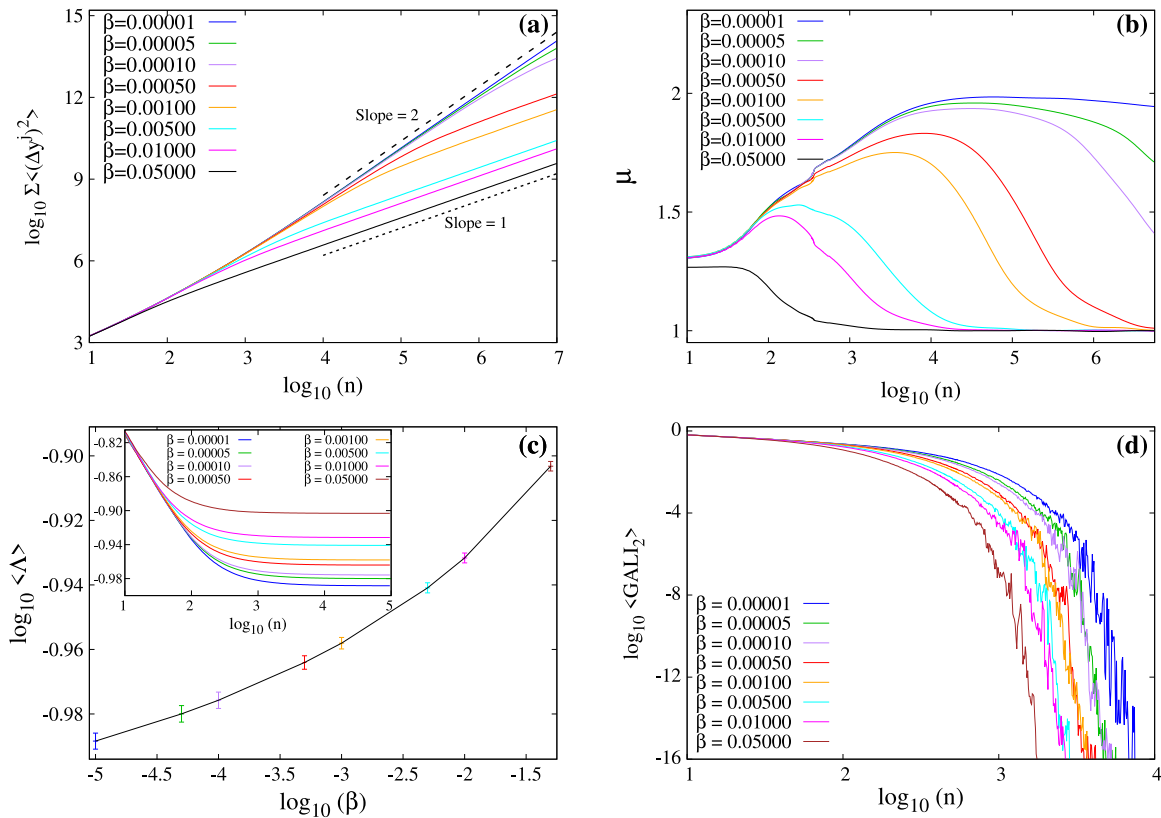 (a)
log10 Σ<(Δy^j)^2>
15
12
9
6
3
β=0.00001
β=0.00005
β=0.00010
β=0.00050
β=0.00100
β=0.00500
β=0.01000
β=0.05000
Slope = 2
Slope = 1
1 2 3 4 5 6 7
log10 (n)
(b)
μ
2
1.5
1
β=0.00001
β=0.00005
β=0.00010
β=0.00050
β=0.00100
β=0.00500
β=0.01000
β=0.05000
1 2 3 4 5 6
log10 (n)
(c)
log10 <Λ>
-0.90
-0.92
-0.94
-0.96
-0.98
-0.82
-0.86
-0.90
-0.94
-0.98
β = 0.00001 β = 0.00100
β = 0.00005 β = 0.00500
β = 0.00010 β = 0.01000
β = 0.00050 β = 0.05000
1 2 3 4 5
log10 (n)
-5 -4.5 -4 -3.5 -3 -2.5 -2 -1.5
log10 (β)
(d)
log10 <GALI2>
0
-4
-8
-12
-16
β = 0.00001
β = 0.00005
β = 0.00010
β = 0.00050
β = 0.00100
β = 0.00500
β = 0.01000
β = 0.05000
1 2 3 4
log10 (n)